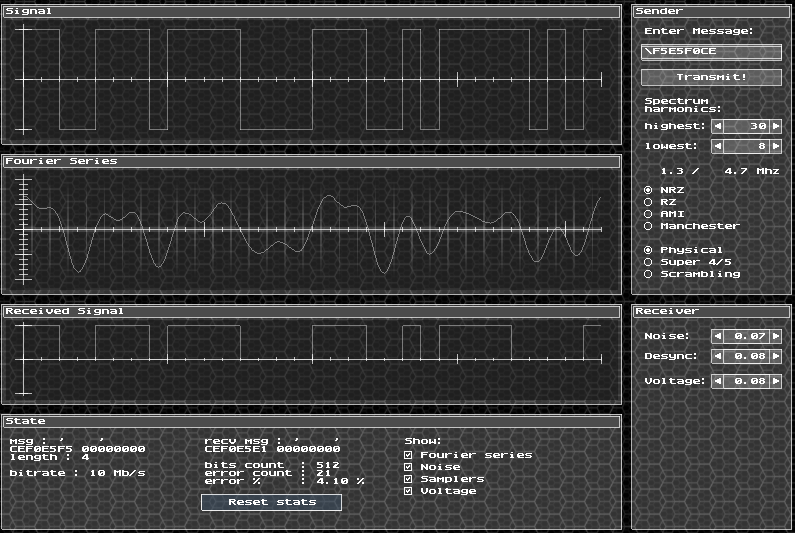 Signal
Fourier Series
Received Signal
State
msg : ' '
CEF0E5F5 00000000
length : 4
bitrate : 10 Mb/s
recv msg : ' '
CEF0E5E1 00000000
bits count : 512
error count : 21
error % : 4.10 %
Reset stats
Show:
Fourier series
Noise
Samplers
Voltage
Sender
Enter Message:
\F5E5F0CE
Transmit!
Spectrum
harmonics:
highest: 30
lowest: 8
1.3 / 4.7 Mhz
NRZ
RZ
AMI
Manchester
Physical
Super 4/5
Scrambling
Receiver
Noise: 0.07
Desync: 0.08
Voltage: 0.08